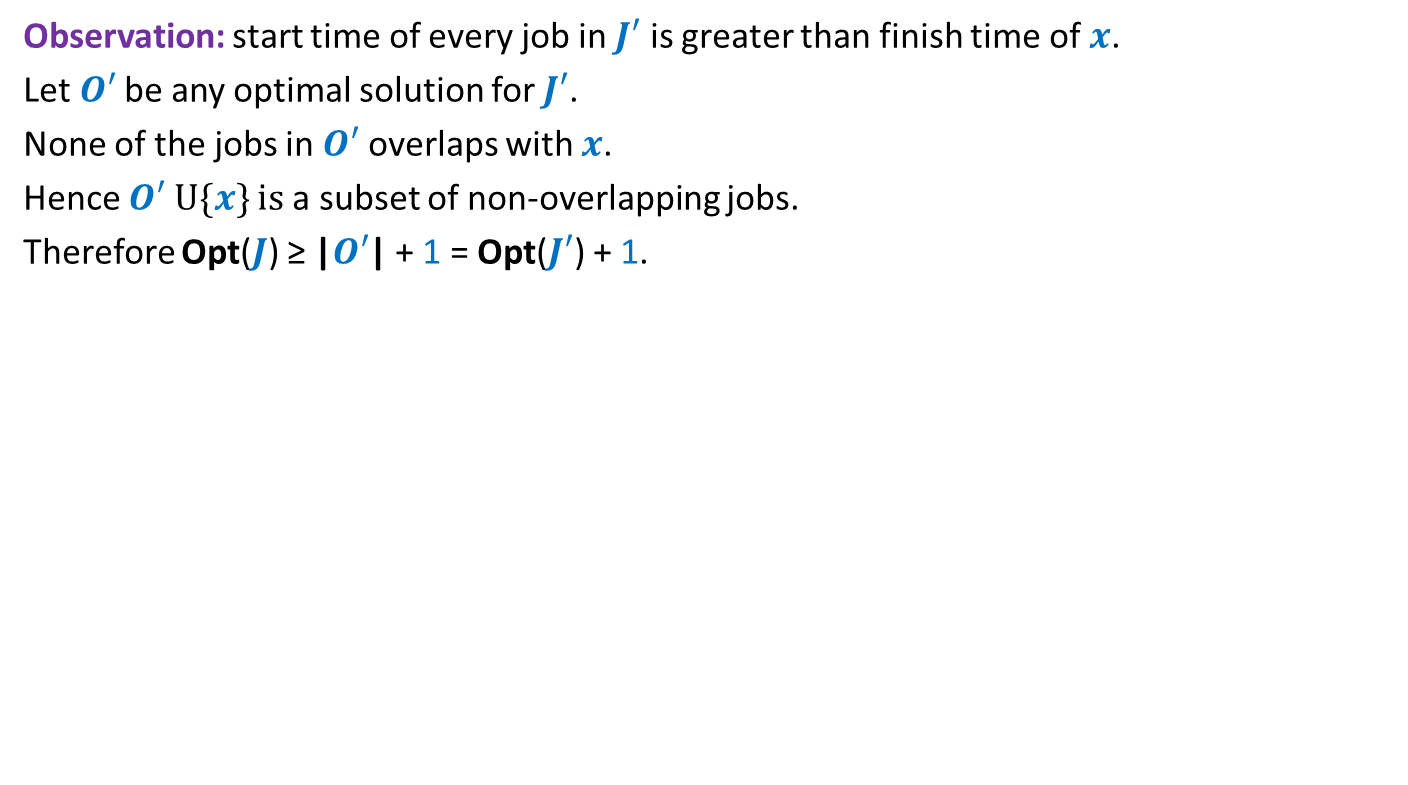 Observation: start time of every job in J′ is greater than finish time of x.
Let O′ be any optimal solution for J′.
None of the jobs in O′ overlaps with x.
Hence O′ U{x} is a subset of non-overlapping jobs.
Therefore Opt(J) ≥ |O′| + 1 = Opt(J′) + 1.